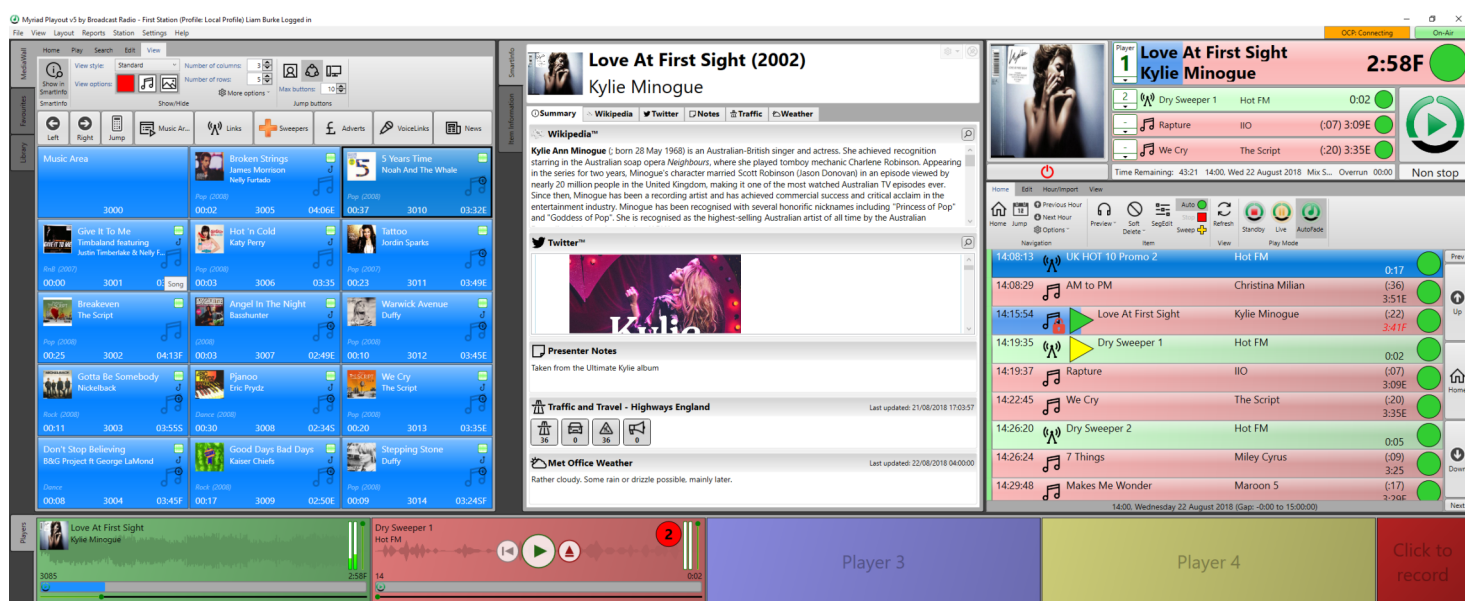 Myriad Playout v5 by Broadcast Radio - First Station (Profile: Local Profile) Liam Burke Logged in
File View Layout Reports Station Settings Help
OCP: Connecting
On-Air
MediaWall
Favourites
Library
Home Play Search Edit View
Show in SmartInfo
SmartInfo
View style: Standard
View options:
Number of columns: 3
Number of rows: 5
More options
Show/Hide
Max buttons: 10
Jump buttons
Left
Right
Jump
Music Ar...
Links
Sweepers
Adverts
VoiceLinks
News
Music Area
3000
Broken Strings
James Morrison
Nelly Furtado
Pop (2008)
00:02 3005 04:06E
5 Years Time
Noah And The Whale
Pop (2008)
00:37 3010 03:32E
Give It To Me
Timbaland featuring
Justin Timberlake & Nelly F...
RnB (2007)
00:00 3001 03:
Song
Hot 'n Cold
Katy Perry
Pop (2008)
00:03 3006 03:35
Tattoo
Jordin Sparks
Pop (2007)
00:23 3011 03:49E
Breakeven
The Script
Pop (2008)
00:25 3002 04:13F
Angel In The Night
Basshunter
(2008)
00:03 3007 02:49E
Warwick Avenue
Duffy
Pop (2008)
00:10 3012 03:45E
Gotta Be Somebody
Nickelback
Rock (2008)
00:11 3003 03:55S
Pjanoo
Eric Prydz
Dance (2008)
00:30 3008 02:34S
We Cry
The Script
Pop (2008)
00:20 3013 03:35E
Don't Stop Believing
B&G Project ft George LaMond
Dance
00:08 3004 03:45F
Good Days Bad Days
Kaiser Chiefs
Rock (2008)
00:17 3009 02:50E
Stepping Stone
Duffy
Pop (2008)
00:09 3014 03:24SF
SmartInfo
Item Information
Love At First Sight (2002)
Kylie Minogue
Summary Wikipedia Twitter Notes Traffic Weather
Wikipedia™
Kylie Ann Minogue (; born 28 May 1968) is an Australian-British singer and actress. She achieved recognition
starring in the Australian soap opera Neighbours, where she played tomboy mechanic Charlene Robinson. Appearing
in the series for two years, Minogue's character married Scott Robinson (Jason Donovan) in an episode viewed by
nearly 20 million people in the United Kingdom, making it one of the most watched Australian TV episodes ever.
Since then, Minogue has been a recording artist and has achieved commercial success and critical acclaim in the
entertainment industry. Minogue has been recognised with several honorific nicknames including "Princess of Pop"
and "Goddess of Pop". She is recognised as the highest-selling Australian artist of all time by the Australian
Twitter™
Kylie
Presenter Notes
Taken from the Ultimate Kylie album
Traffic and Travel - Highways England
Last updated: 21/08/2018 17:03:57
36 0 36 0
Met Office Weather
Last updated: 22/08/2018 04:00:00
Rather cloudy. Some rain or drizzle possible, mainly later.
Player 1
Love At First Sight
Kylie Minogue
2:58F
2 Dry Sweeper 1 Hot FM 0:02
- Rapture IIO (:07) 3:09E
- We Cry The Script (:20) 3:35E
Time Remaining: 43:21 14:00, Wed 22 August 2018 Mix S... Overrun 00:00
Non stop
Home Edit Hour/Import View
Home
Jump
Previous Hour
Next Hour
Options
Navigation
Preview
Soft Delete
SegEdit
Auto
Stop
Sweep
Item
Refresh
View
Standby
Live
AutoFade
Play Mode
14:08:13 UK HOT 10 Promo 2 Hot FM 0:17
14:08:29 AM to PM Christina Milian (:36) 3:51E
14:15:54 Love At First Sight Kylie Minogue (:22) 3:41F
14:19:35 Dry Sweeper 1 Hot FM 0:02
14:19:37 Rapture IIO (:07) 3:09E
14:22:45 We Cry The Script (:20) 3:35E
14:26:20 Dry Sweeper 2 Hot FM 0:05
14:26:24 7 Things Miley Cyrus (:09) 3:25
14:29:48 Makes Me Wonder Maroon 5 (:17) 3:29F
14:00, Wednesday 22 August 2018 (Gap: -0:00 to 15:00:00)
Prev
Up
Home
Down
Next
Players
Love At First Sight
Kylie Minogue
3085 2:58F
Dry Sweeper 1
Hot FM
2
14 0:02
Player 3
Player 4
Click to
record